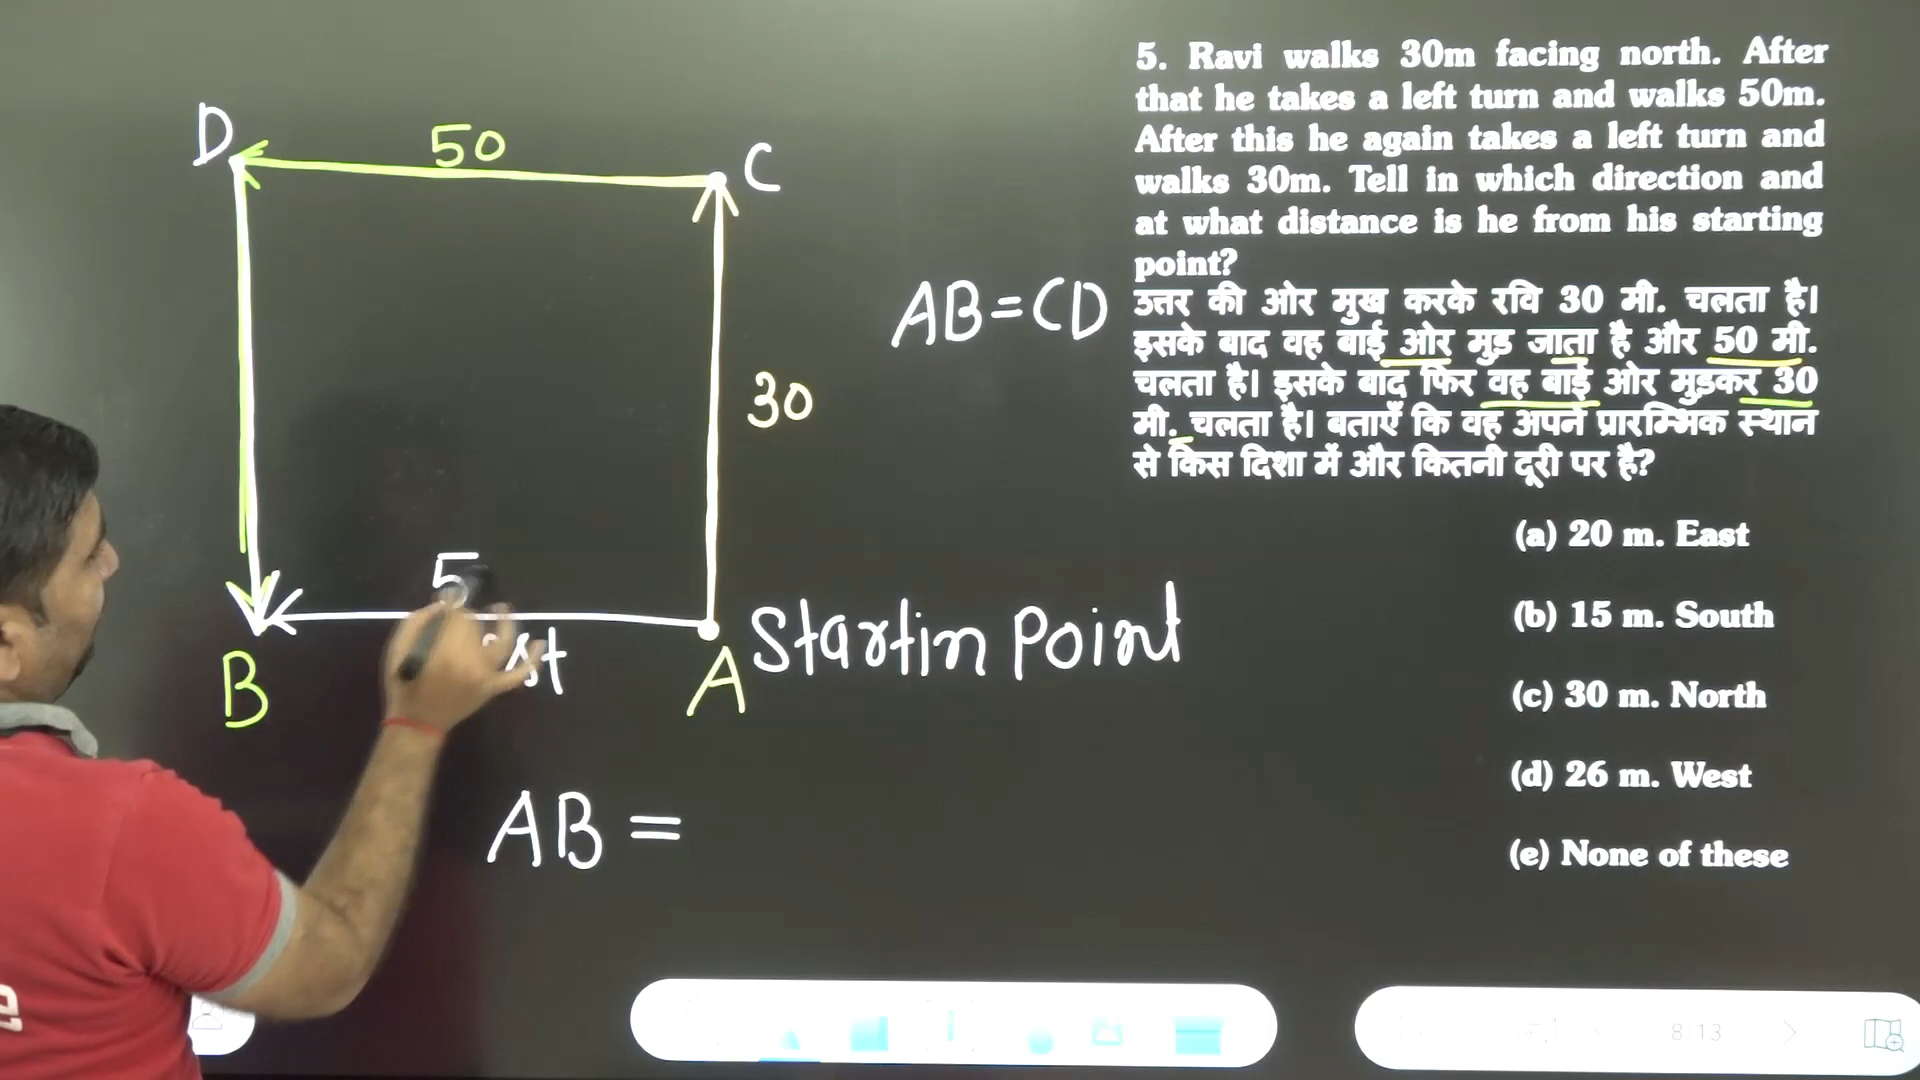 5. Ravi walks 30m facing north. After
that he takes a left turn and walks 50m.
After this he again takes a left turn and
walks 30m. Tell in which direction and
at what distance is he from his starting
point?
उत्तर की ओर मुख करके रवि 30 मी. चलता है।
इसके बाद वह बाईं ओर मुड़ जाता है और 50 मी.
चलता है। इसके बाद फिर वह बाईं ओर मुड़कर 30
मी. चलता है। बताएँ कि वह अपने प्रारम्भिक स्थान
से किस दिशा में और कितनी दूरी पर है?
(a) 20 m. East
(b) 15 m. South
(c) 30 m. North
(d) 26 m. West
(e) None of these
D
50
C
AB=CD
30
5
B
A
Startin Point
AB =
8/13